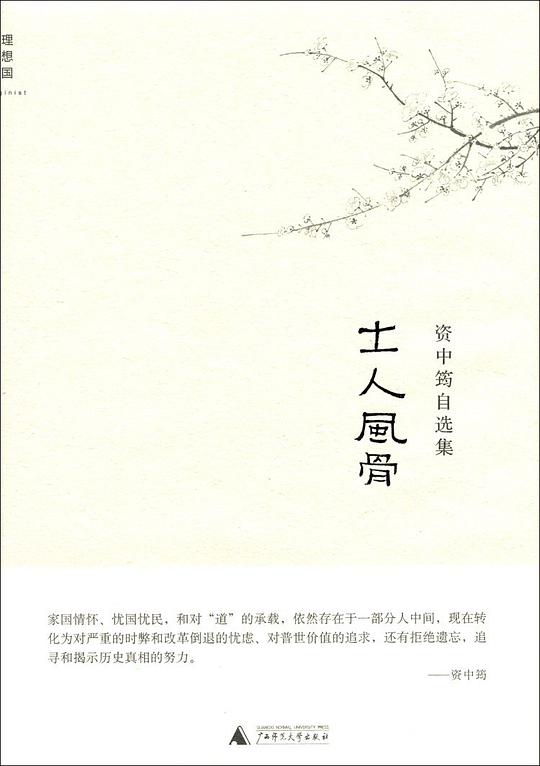 理想国
ginist
资中筠自选集
士人風骨
家国情怀、忧国忧民，和对“道”的承载，依然存在于一部分人中间，现在转
化为对严重的时弊和改革倒退的忧虑、对普世价值的追求，还有拒绝遗忘，追
寻和揭示历史真相的努力。
——资中筠
GUANGXI NORMAL UNIVERSITY PRESS
广西师范大学出版社